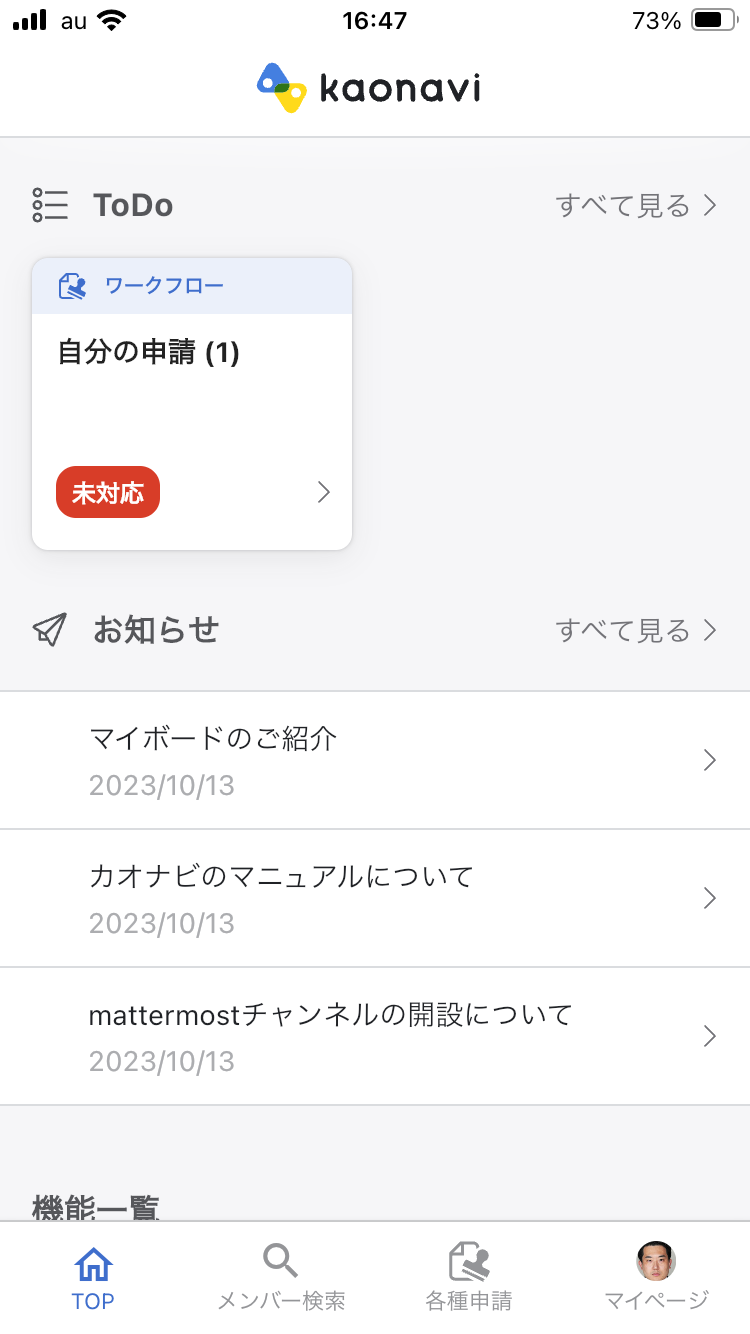 au 16:47 73%
kaonavi
ToDo すべて見る
ワークフロー
自分の申請 (1)
未対応
お知らせ すべて見る
マイボードのご紹介
2023/10/13
カオナビのマニュアルについて
2023/10/13
mattermostチャンネルの開設について
2023/10/13
機能一覧
TOP メンバー検索 各種申請 マイページ